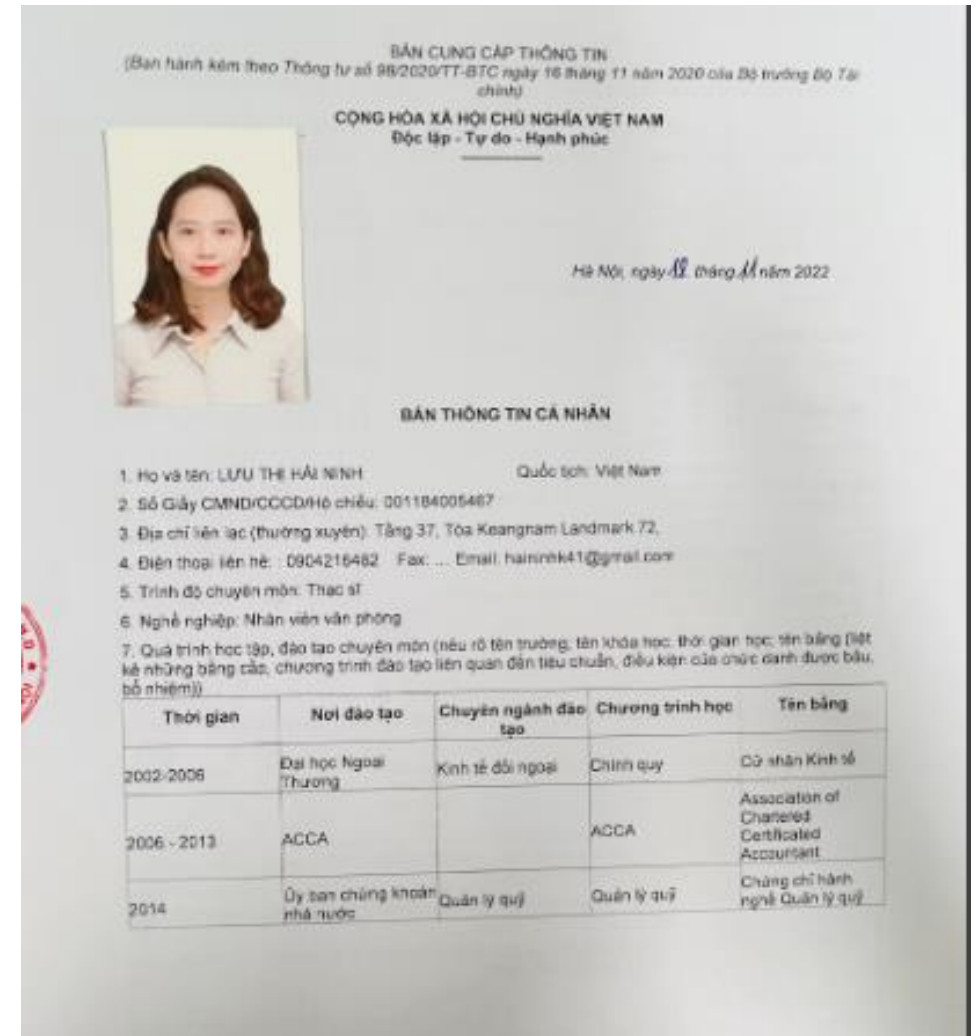 BẢN CUNG CẤP THÔNG TIN
(Ban hành kèm theo Thông tư số 98/2020/TT-BTC ngày 16 tháng 11 năm 2020 của Bộ trưởng Bộ Tài
chính)
CỘNG HÒA XÃ HỘI CHỦ NGHĨA VIỆT NAM
Độc lập - Tự do - Hạnh phúc
Hà Nội, ngày 18 tháng 11 năm 2022
BẢN THÔNG TIN CÁ NHÂN
1. Họ và tên: LƯU THỊ HẢI NINH Quốc tịch: Việt Nam
2. Số Giấy CMND/CCCD/Hộ chiếu: 001184005467
3. Địa chỉ liên lạc (thường xuyên): Tầng 37, Tòa Keangnam Landmark 72,
4. Điện thoại liên hệ: : 0904216482 Fax: ... Email: haininhk41@gmail.com
5. Trình độ chuyên môn: Thạc sĩ
6. Nghề nghiệp: Nhân viên văn phòng
7. Quá trình học tập, đào tạo chuyên môn (nêu rõ tên trường, tên khóa học, thời gian học, tên bằng (liệt
kê những bằng cấp, chương trình đào tạo liên quan đến tiêu chuẩn, điều kiện của chức danh được bầu,
bổ nhiệm))
Thời gian Nơi đào tạo Chuyên ngành đào tạo Chương trình học Tên bằng
2002-2006 Đại học Ngoại Thương Kinh tế đối ngoại Chính quy Cử nhân Kinh tế
2006 - 2013 ACCA ACCA Association of Chartered Certificated Accountant
2014 Ủy ban chứng khoán nhà nước Quản lý quỹ Quản lý quỹ Chứng chỉ hành nghề Quản lý quỹ